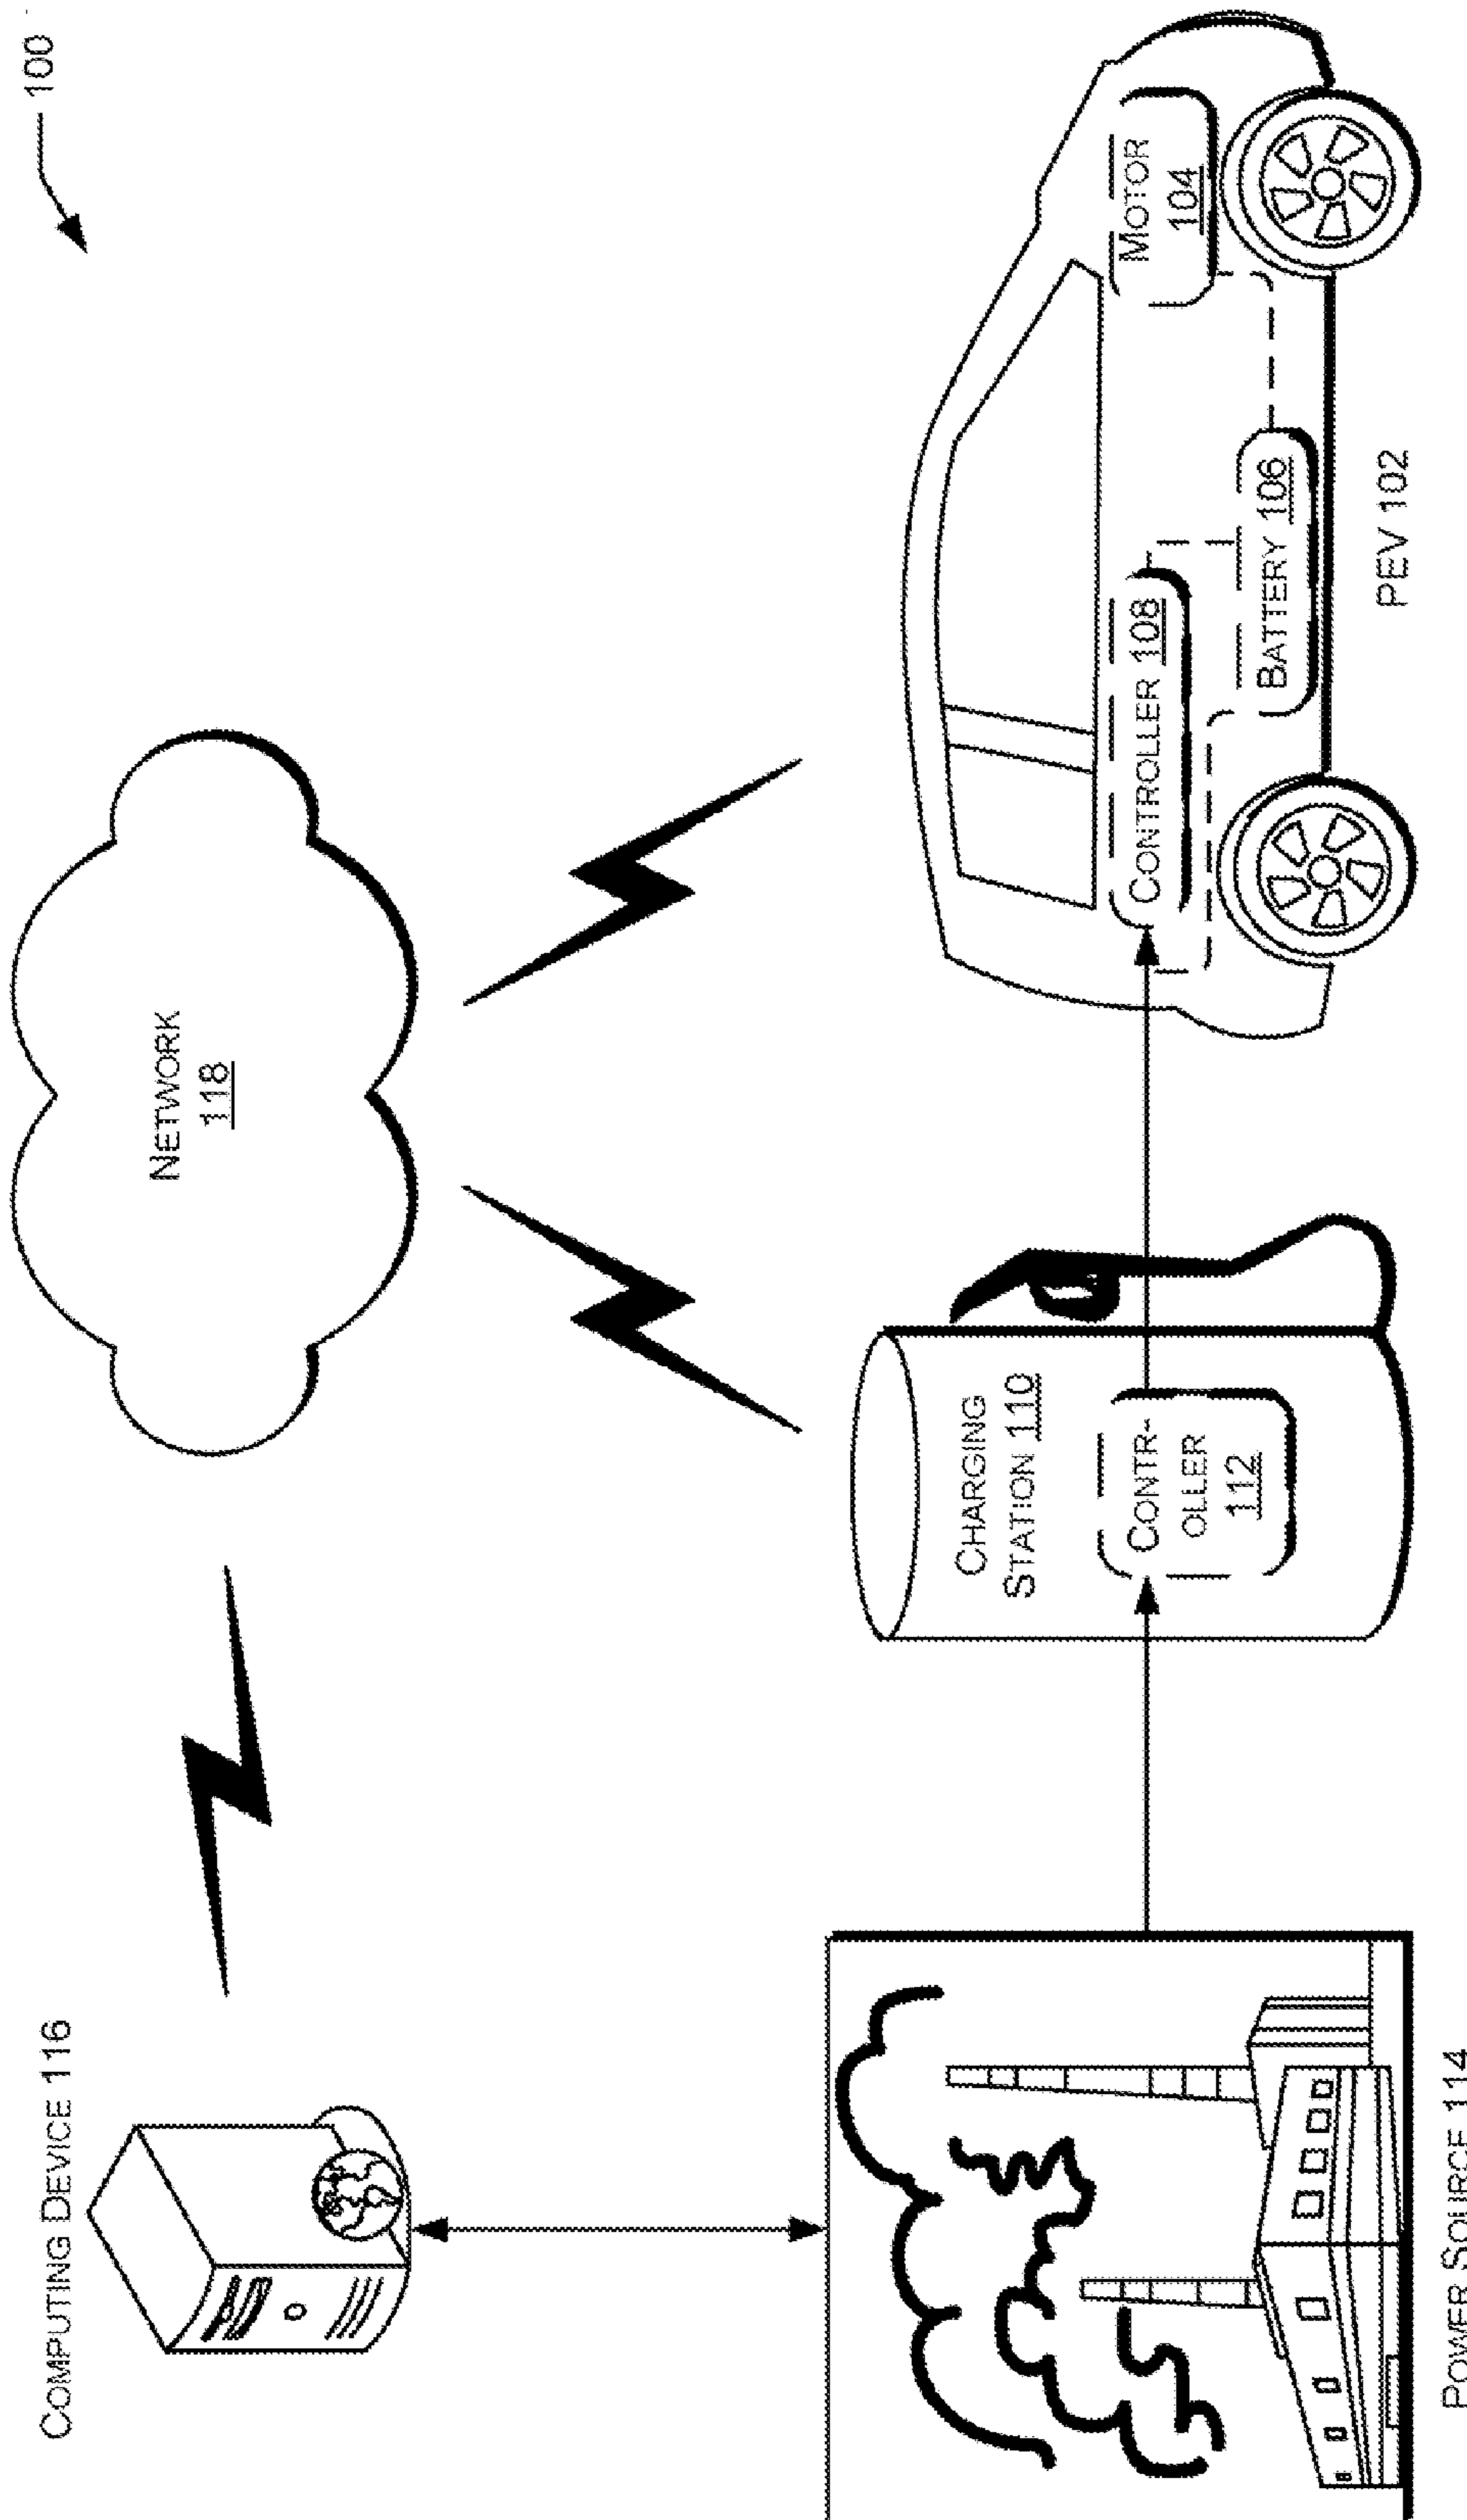 100
COMPUTING DEVICE 116
NETWORK
118
CHARGING
STATION 110
CONTR-
OLLER
112
CONTROLLER 108
MOTOR
104
BATTERY 106
POWER SOURCE 114
PEV 102